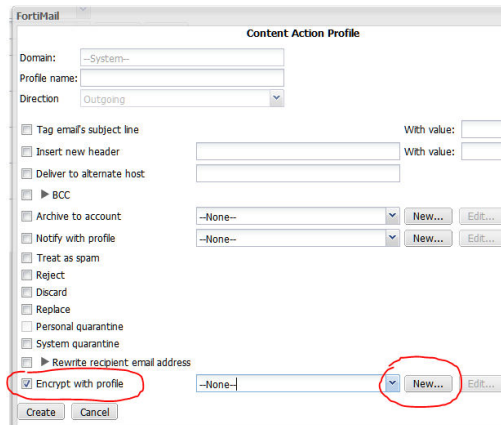 FortiMail
Content Action Profile
Domain: --System--
Profile name:
Direction Outgoing
Tag email's subject line With value:
Insert new header With value:
Deliver to alternate host
BCC
Archive to account --None-- New... Edit...
Notify with profile --None-- New... Edit...
Treat as spam
Reject
Discard
Replace
Personal quarantine
System quarantine
Rewrite recipient email address
Encrypt with profile --None-- New... Edit...
Create Cancel